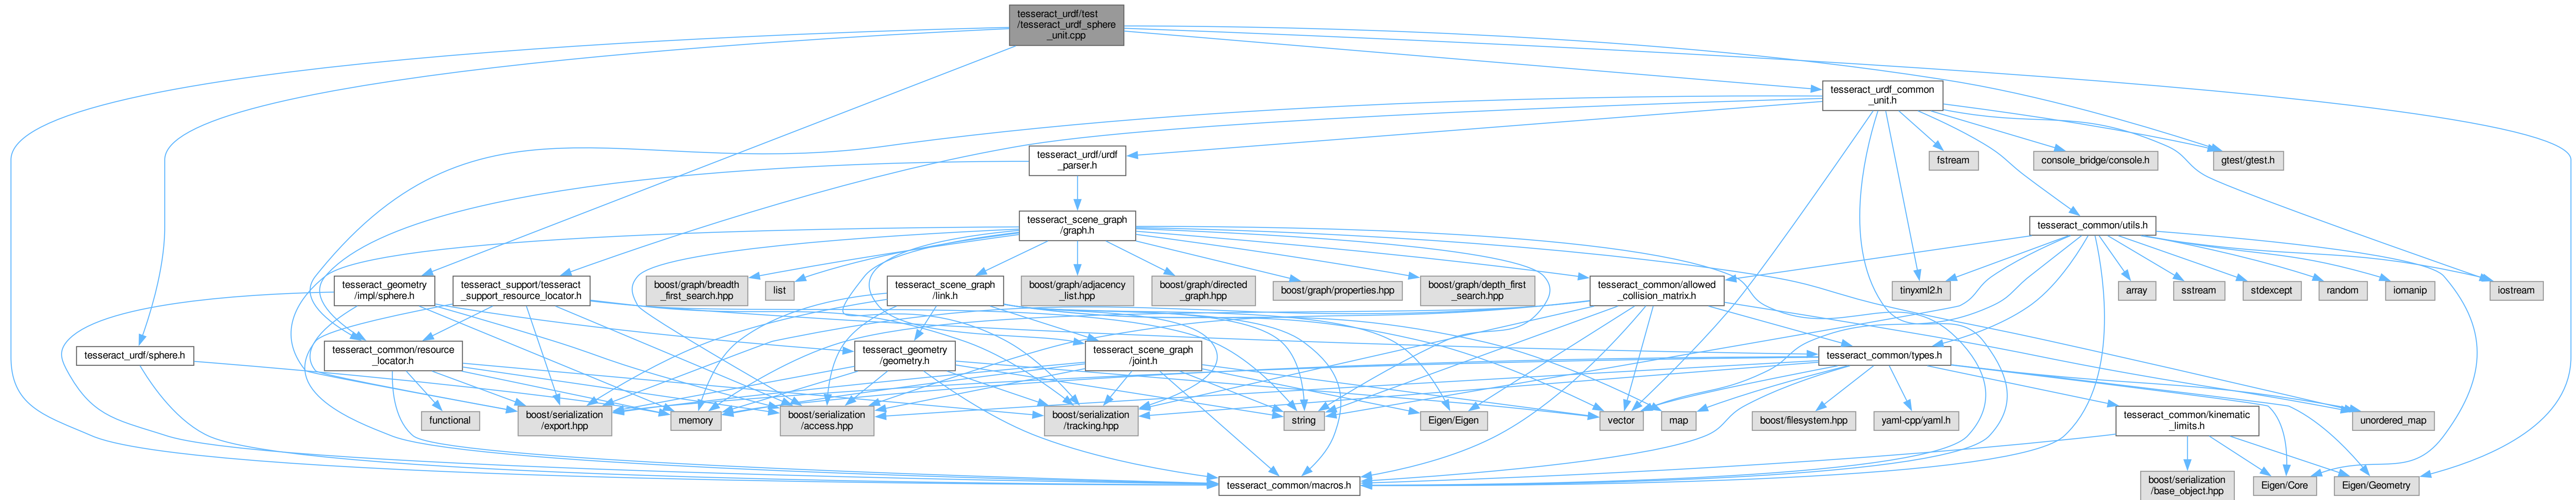 tesseract_urdf/test
/tesseract_urdf_sphere
_unit.cpp
tesseract_urdf_common
_unit.h
tesseract_urdf/urdf
_parser.h
fstream
console_bridge/console.h
gtest/gtest.h
tesseract_scene_graph
/graph.h
tesseract_common/utils.h
tesseract_geometry
/impl/sphere.h
tesseract_support/tesseract
_support_resource_locator.h
boost/graph/breadth
_first_search.hpp
list
tesseract_scene_graph
/link.h
boost/graph/adjacency
_list.hpp
boost/graph/directed
_graph.hpp
boost/graph/properties.hpp
boost/graph/depth_first
_search.hpp
tesseract_common/allowed
_collision_matrix.h
tinyxml2.h
array
sstream
stdexcept
random
iomanip
iostream
tesseract_urdf/sphere.h
tesseract_common/resource
_locator.h
tesseract_geometry
/geometry.h
tesseract_scene_graph
/joint.h
tesseract_common/types.h
functional
boost/serialization
/export.hpp
memory
boost/serialization
/access.hpp
boost/serialization
/tracking.hpp
string
Eigen/Eigen
vector
map
boost/filesystem.hpp
yaml-cpp/yaml.h
tesseract_common/kinematic
_limits.h
unordered_map
tesseract_common/macros.h
boost/serialization
/base_object.hpp
Eigen/Core
Eigen/Geometry